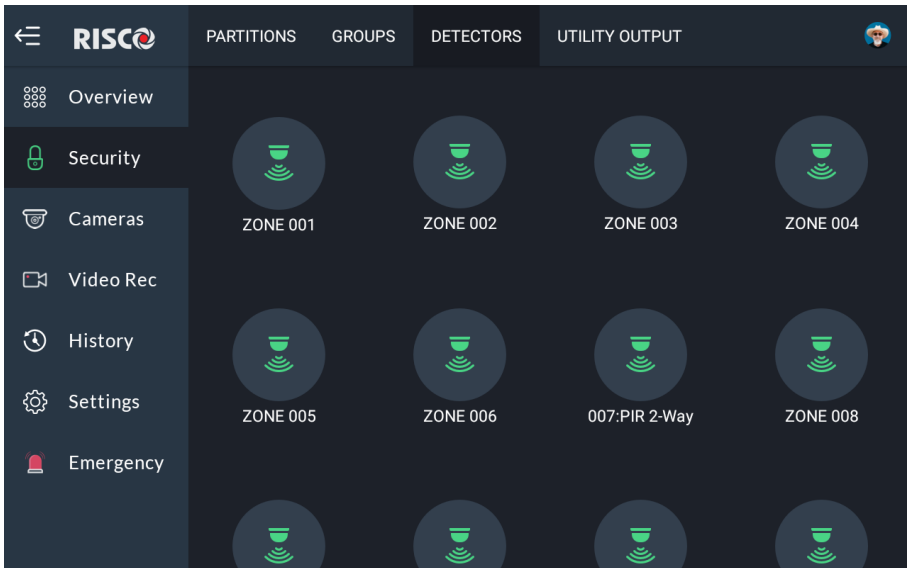 RISCO
PARTITIONS GROUPS DETECTORS UTILITY OUTPUT
Overview
Security
Cameras
Video Rec
History
Settings
Emergency
ZONE 001 ZONE 002 ZONE 003 ZONE 004
ZONE 005 ZONE 006 007:PIR 2-Way ZONE 008